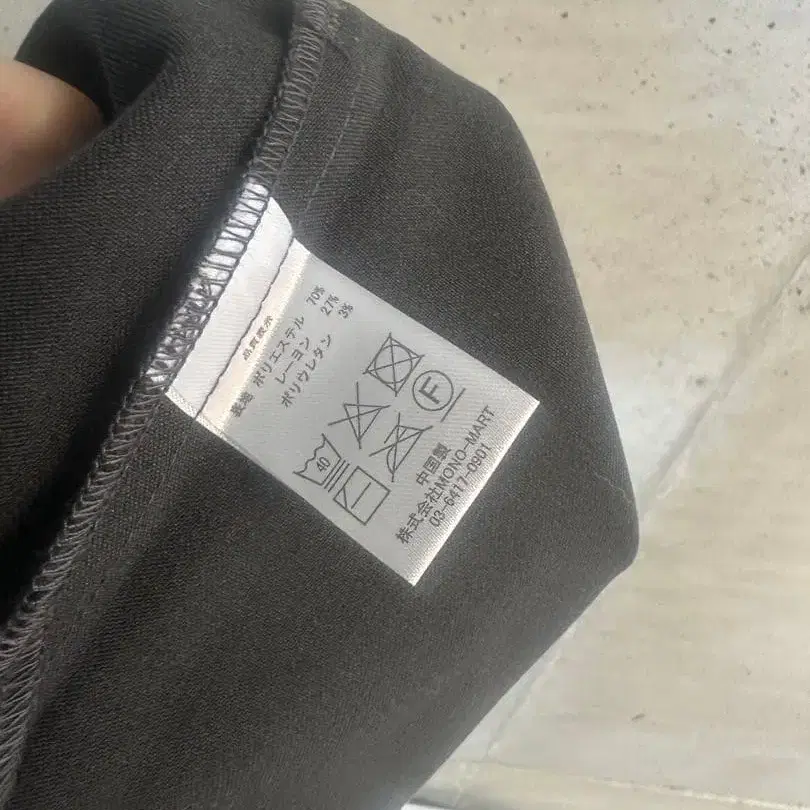 品質表示
表地 ポリエステル 70%
レーヨン 27%
ポリウレタン 3%
40
F
中国製
株式会社MONO-MART
03-6417-0901